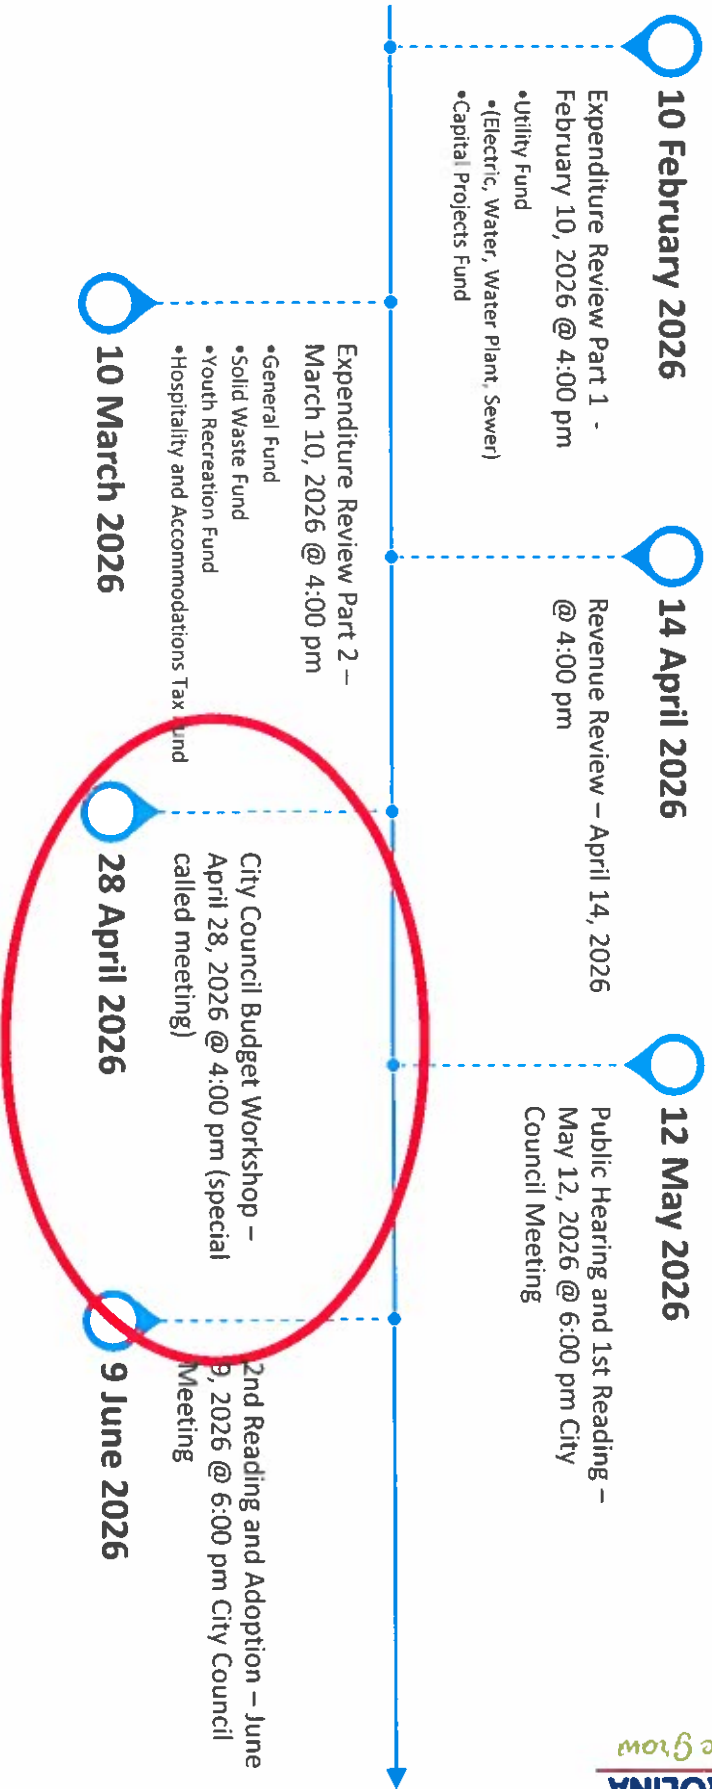 10 February 2026
Expenditure Review Part 1 -
February 10, 2026 @ 4:00 pm
•Utility Fund
•(Electric, Water, Water Plant, Sewer)
•Capital Projects Fund
Expenditure Review Part 2 –
March 10, 2026 @ 4:00 pm
•General Fund
•Solid Waste Fund
•Youth Recreation Fund
•Hospitality and Accommodations Tax Fund
10 March 2026
14 April 2026
Revenue Review – April 14, 2026
@ 4:00 pm
City Council Budget Workshop –
April 28, 2026 @ 4:00 pm (special
called meeting)
28 April 2026
12 May 2026
Public Hearing and 1st Reading –
May 12, 2026 @ 6:00 pm City
Council Meeting
2nd Reading and Adoption – June
9, 2026 @ 6:00 pm City Council
Meeting
9 June 2026
grow